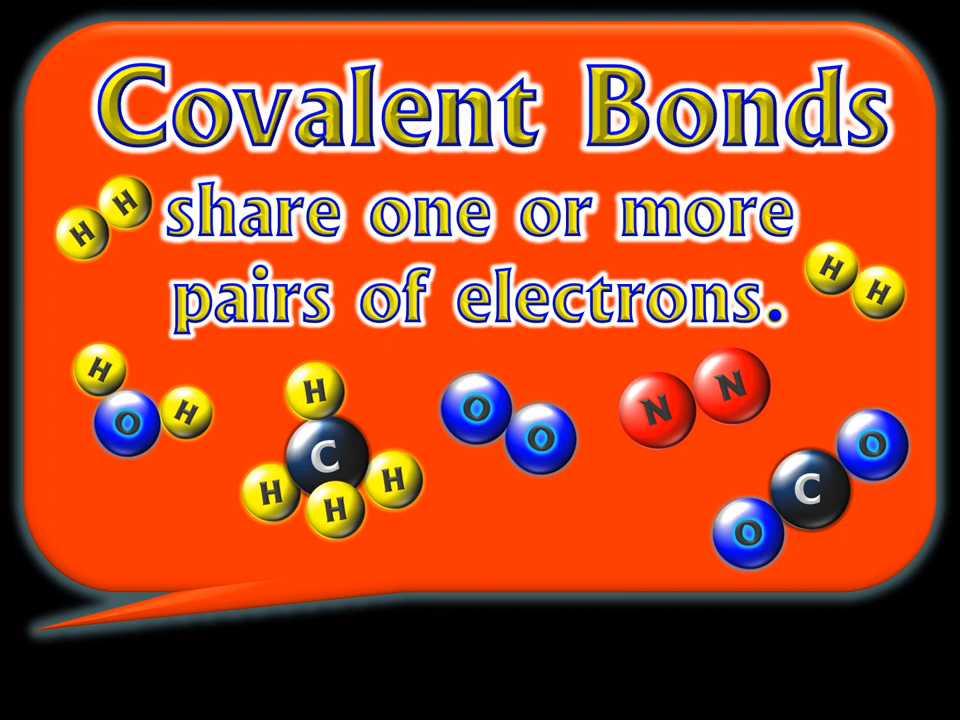 Covalent Bonds
share one or more
pairs of electrons.
H H
H H
H O H
H C H H H
O O
N N
O C O